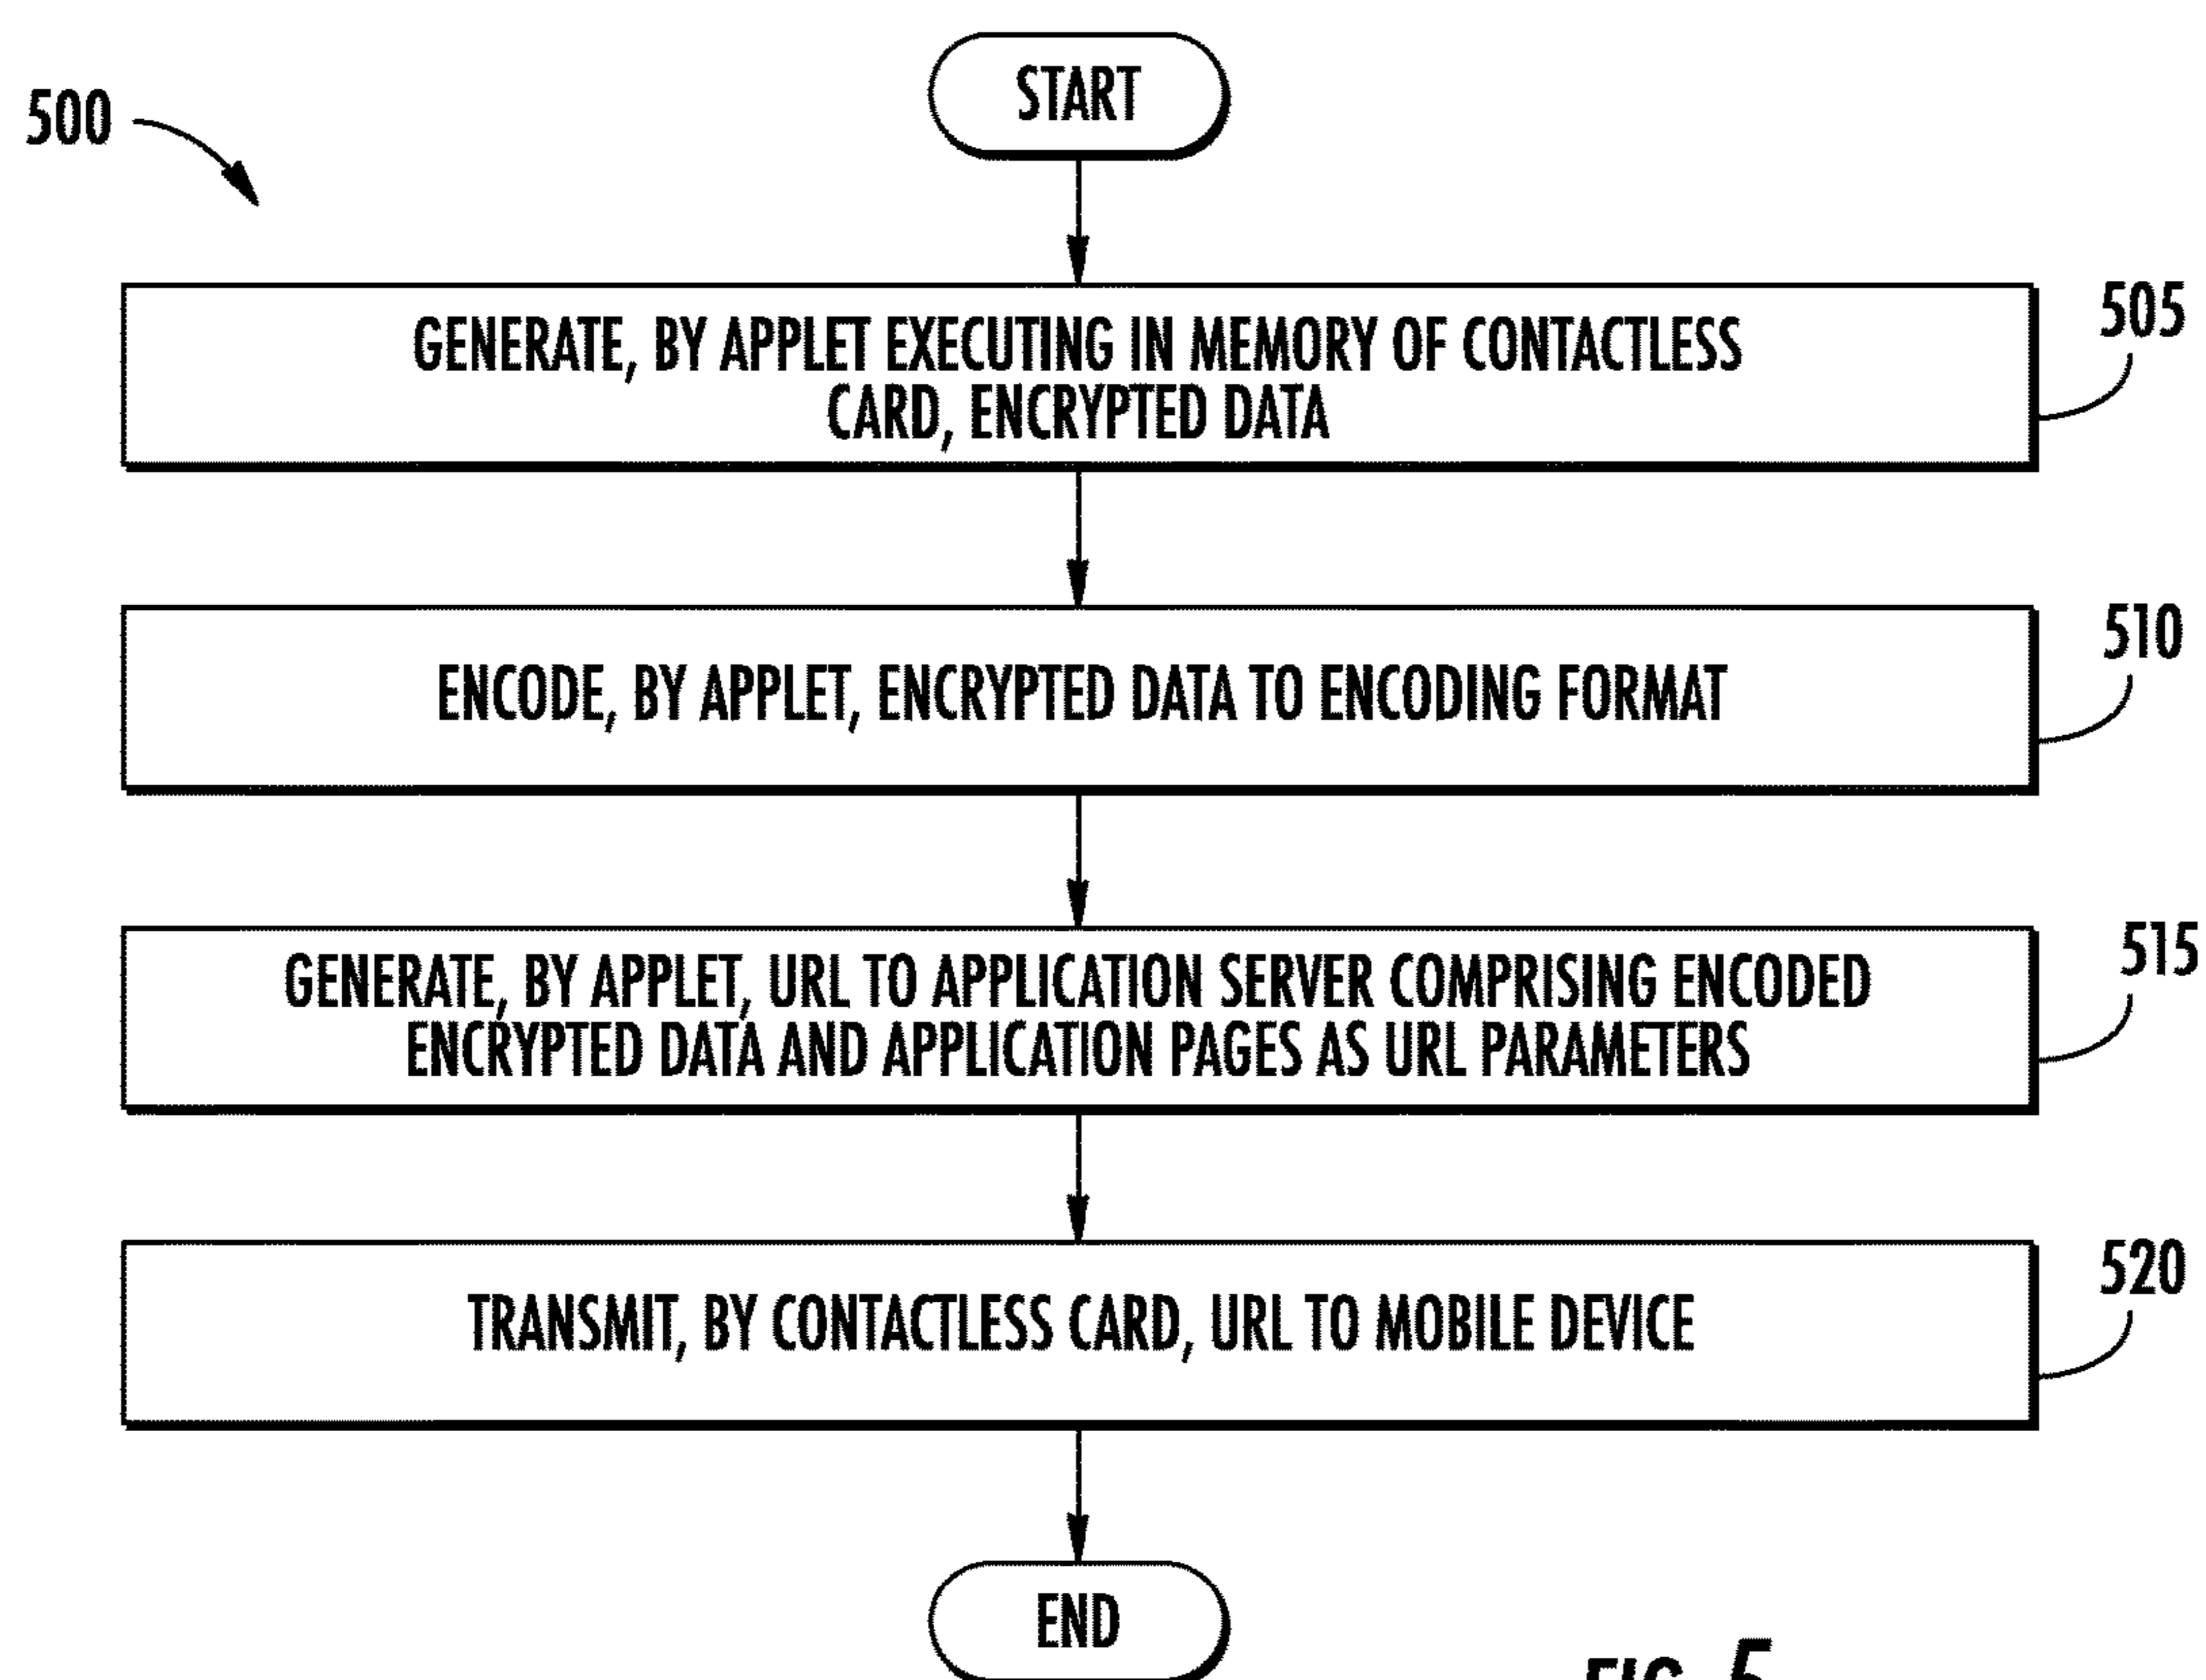 START
500
GENERATE, BY APPLET EXECUTING IN MEMORY OF CONTACTLESS
CARD, ENCRYPTED DATA
505
ENCODE, BY APPLET, ENCRYPTED DATA TO ENCODING FORMAT
510
GENERATE, BY APPLET, URL TO APPLICATION SERVER COMPRISING ENCODED
ENCRYPTED DATA AND APPLICATION PAGES AS URL PARAMETERS
515
TRANSMIT, BY CONTACTLESS CARD, URL TO MOBILE DEVICE
520
END
FIG. 5